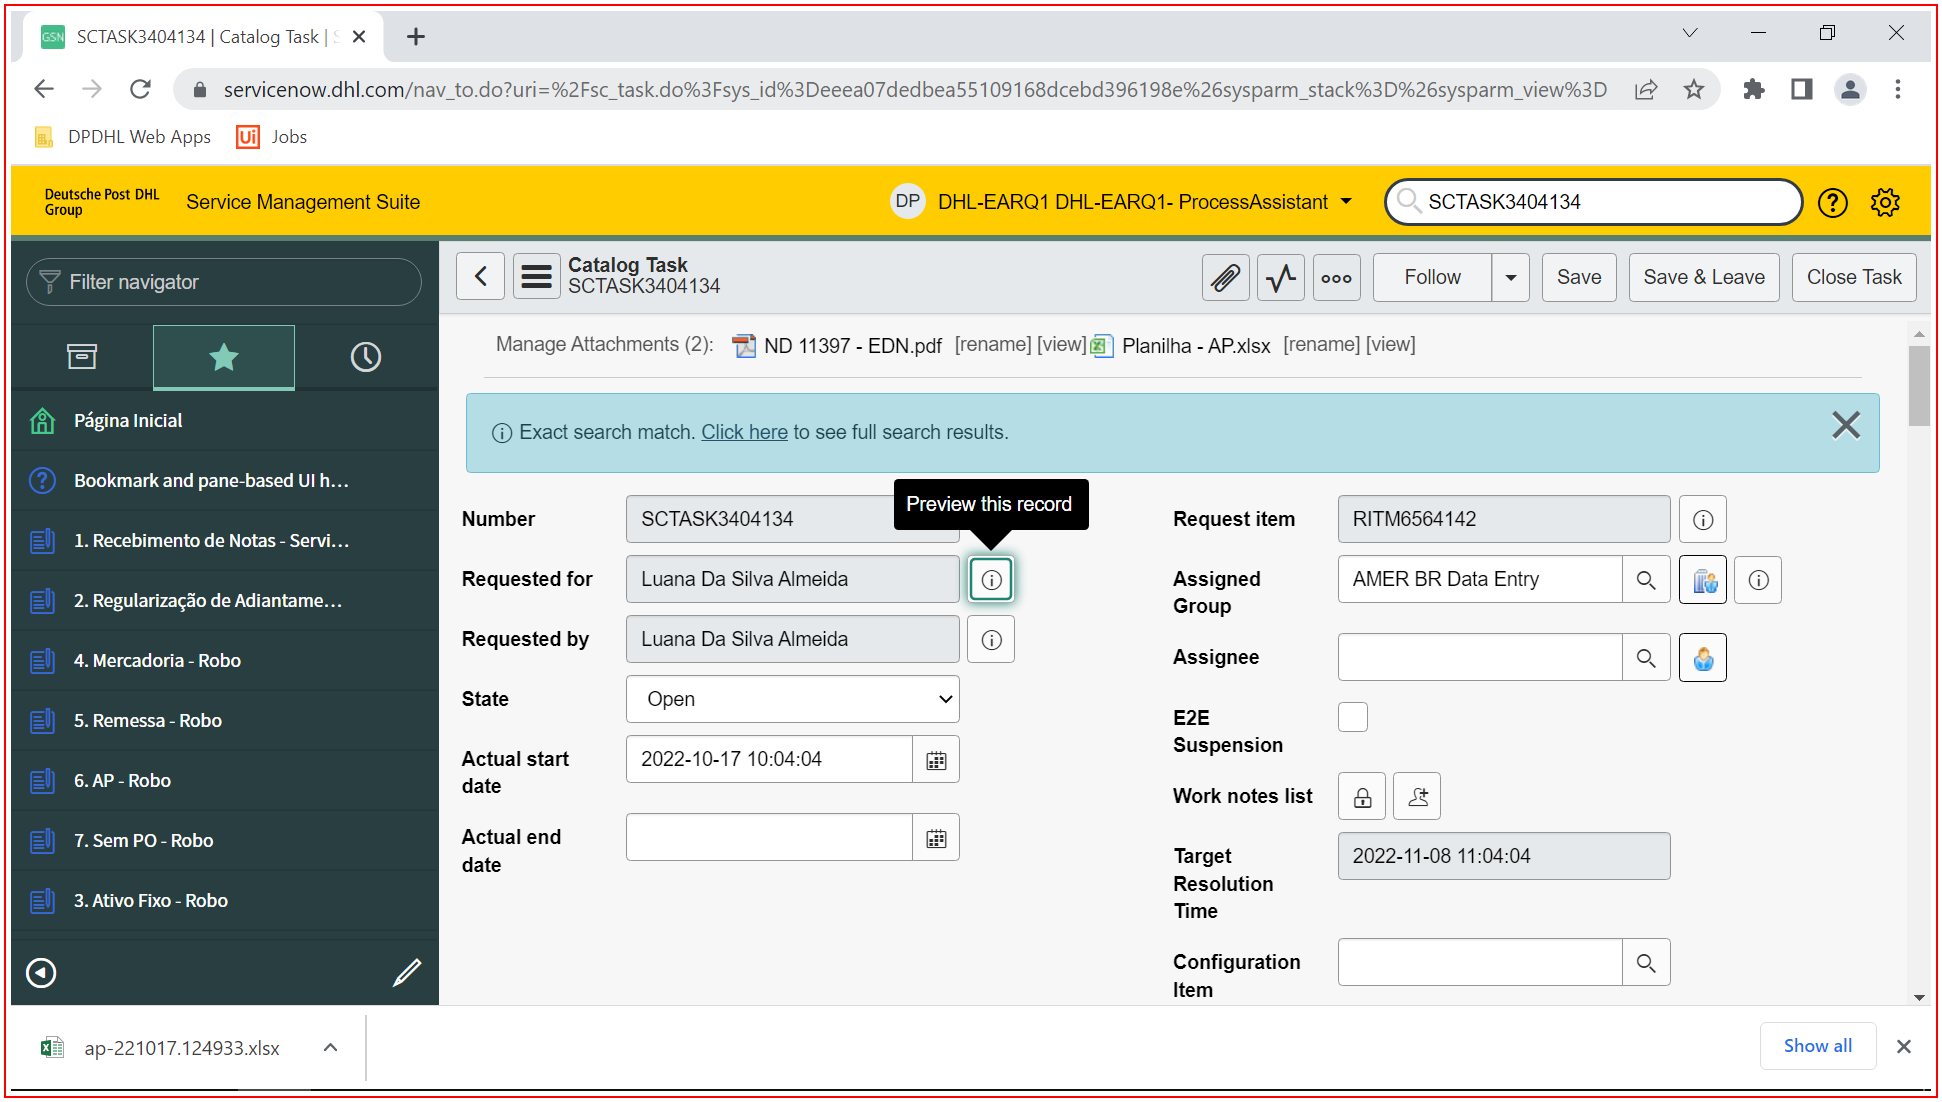 GSN SCTASK3404134 | Catalog Task |
servicenow.dhl.com/nav_to.do?uri=%2Fsc_task.do%3Fsys_id%3Deeea07dedbea55109168dcebd396198e%26sysparm_stack%3D%26sysparm_view%3D
DPDHL Web Apps
Ui Jobs
Deutsche Post DHL
Group
Service Management Suite
DP DHL-EARQ1 DHL-EARQ1- ProcessAssistant
SCTASK3404134
Filter navigator
Página Inicial
Bookmark and pane-based UI h...
1. Recebimento de Notas - Servi...
2. Regularização de Adiantame...
4. Mercadoria - Robo
5. Remessa - Robo
6. AP - Robo
7. Sem PO - Robo
3. Ativo Fixo - Robo
Catalog Task
SCTASK3404134
Follow
Save
Save & Leave
Close Task
Manage Attachments (2): ND 11397 - EDN.pdf [rename] [view] Planilha - AP.xlsx [rename] [view]
Exact search match. Click here to see full search results.
Preview this record
Number SCTASK3404134
Requested for Luana Da Silva Almeida
Requested by Luana Da Silva Almeida
State Open
Actual start
date
2022-10-17 10:04:04
Actual end
date
Request item RITM6564142
Assigned
Group
AMER BR Data Entry
Assignee
E2E
Suspension
Work notes list
Target
Resolution
Time
2022-11-08 11:04:04
Configuration
Item
ap-221017.124933.xlsx
Show all